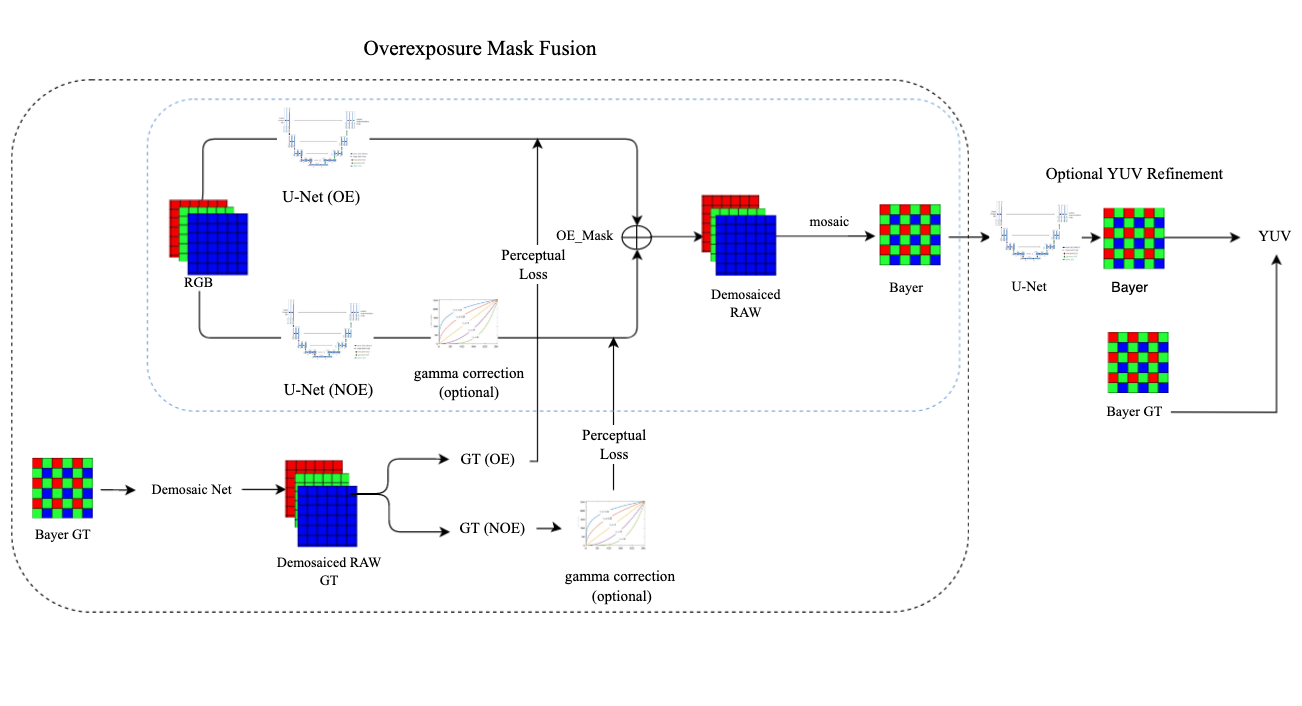 Overexposure Mask Fusion
U-Net (OE)
RGB
OE_Mask
Perceptual
Loss
mosaic
Demosaiced
RAW
Bayer
U-Net (NOE)
gamma correction
(optional)
Optional YUV Refinement
U-Net
Bayer
YUV
Bayer GT
Perceptual
Loss
Bayer GT
Demosaic Net
Demosaiced RAW
GT
GT (OE)
GT (NOE)
gamma correction
(optional)